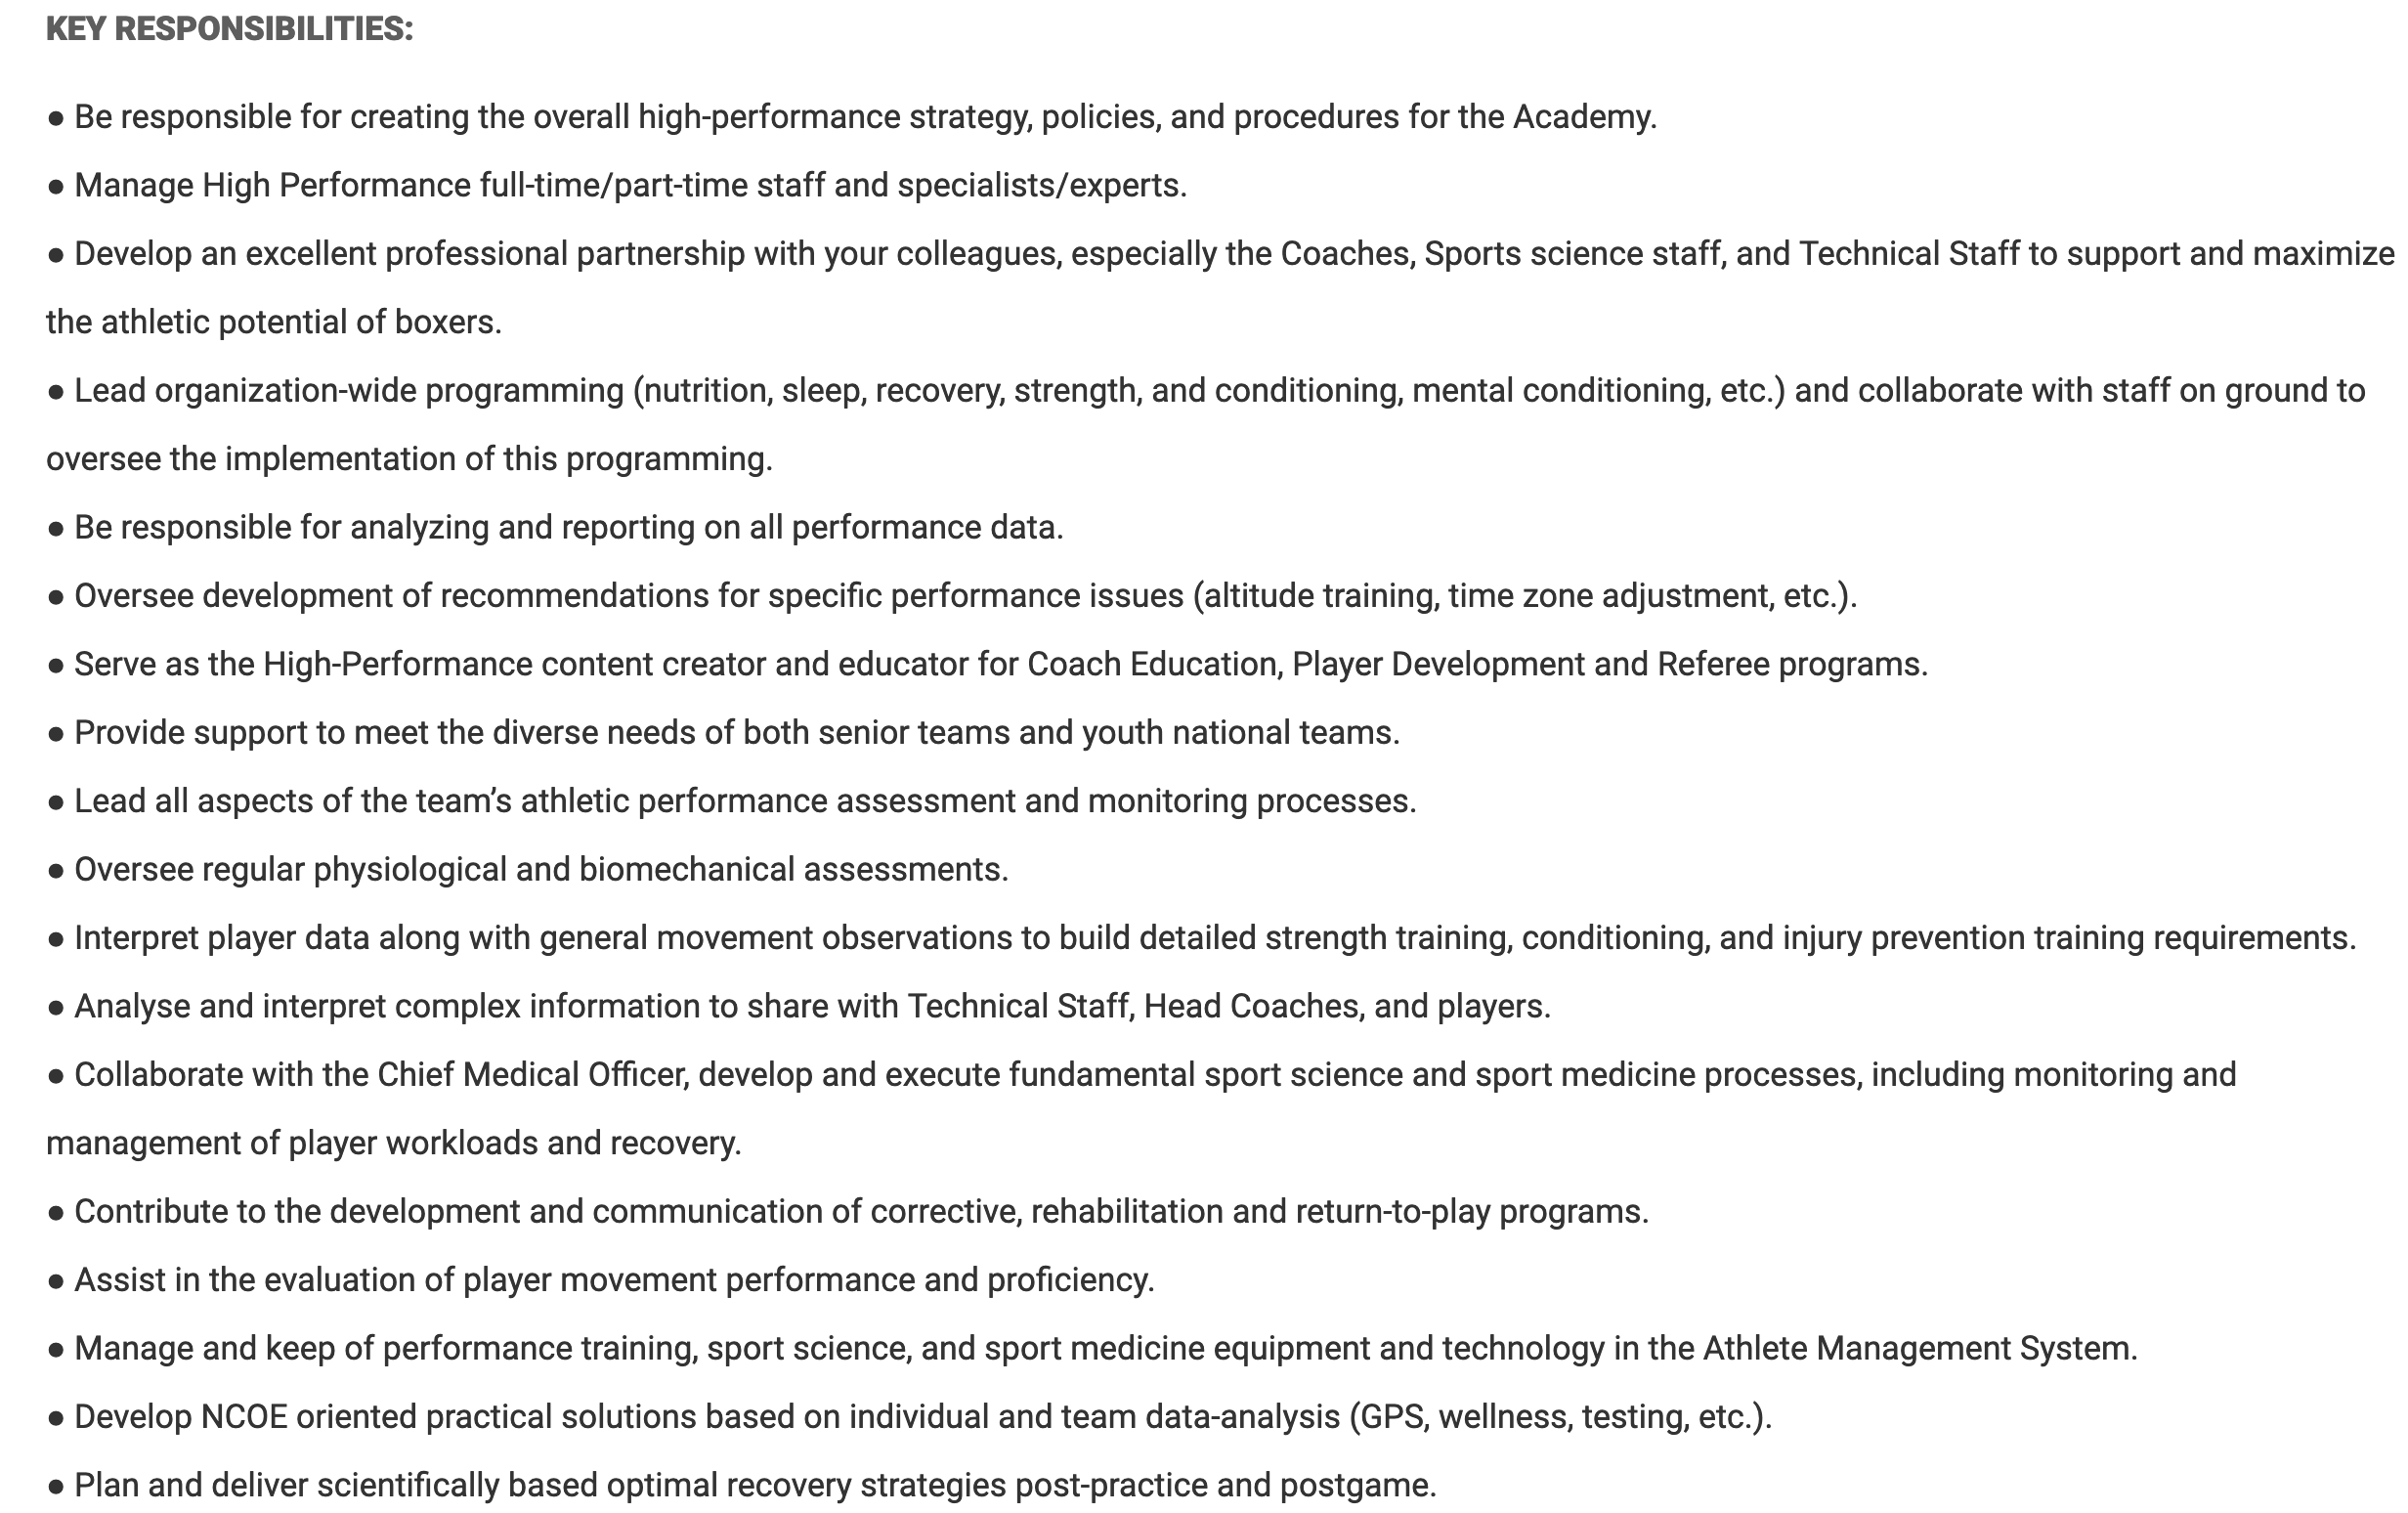 KEY RESPONSIBILITIES:
● Be responsible for creating the overall high-performance strategy, policies, and procedures for the Academy.
● Manage High Performance full-time/part-time staff and specialists/experts.
● Develop an excellent professional partnership with your colleagues, especially the Coaches, Sports science staff, and Technical Staff to support and maximize
the athletic potential of boxers.
● Lead organization-wide programming (nutrition, sleep, recovery, strength, and conditioning, mental conditioning, etc.) and collaborate with staff on ground to
oversee the implementation of this programming.
● Be responsible for analyzing and reporting on all performance data.
● Oversee development of recommendations for specific performance issues (altitude training, time zone adjustment, etc.).
● Serve as the High-Performance content creator and educator for Coach Education, Player Development and Referee programs.
● Provide support to meet the diverse needs of both senior teams and youth national teams.
● Lead all aspects of the team’s athletic performance assessment and monitoring processes.
● Oversee regular physiological and biomechanical assessments.
● Interpret player data along with general movement observations to build detailed strength training, conditioning, and injury prevention training requirements.
● Analyse and interpret complex information to share with Technical Staff, Head Coaches, and players.
● Collaborate with the Chief Medical Officer, develop and execute fundamental sport science and sport medicine processes, including monitoring and
management of player workloads and recovery.
● Contribute to the development and communication of corrective, rehabilitation and return-to-play programs.
● Assist in the evaluation of player movement performance and proficiency.
● Manage and keep of performance training, sport science, and sport medicine equipment and technology in the Athlete Management System.
● Develop NCOE oriented practical solutions based on individual and team data-analysis (GPS, wellness, testing, etc.).
● Plan and deliver scientifically based optimal recovery strategies post-practice and postgame.